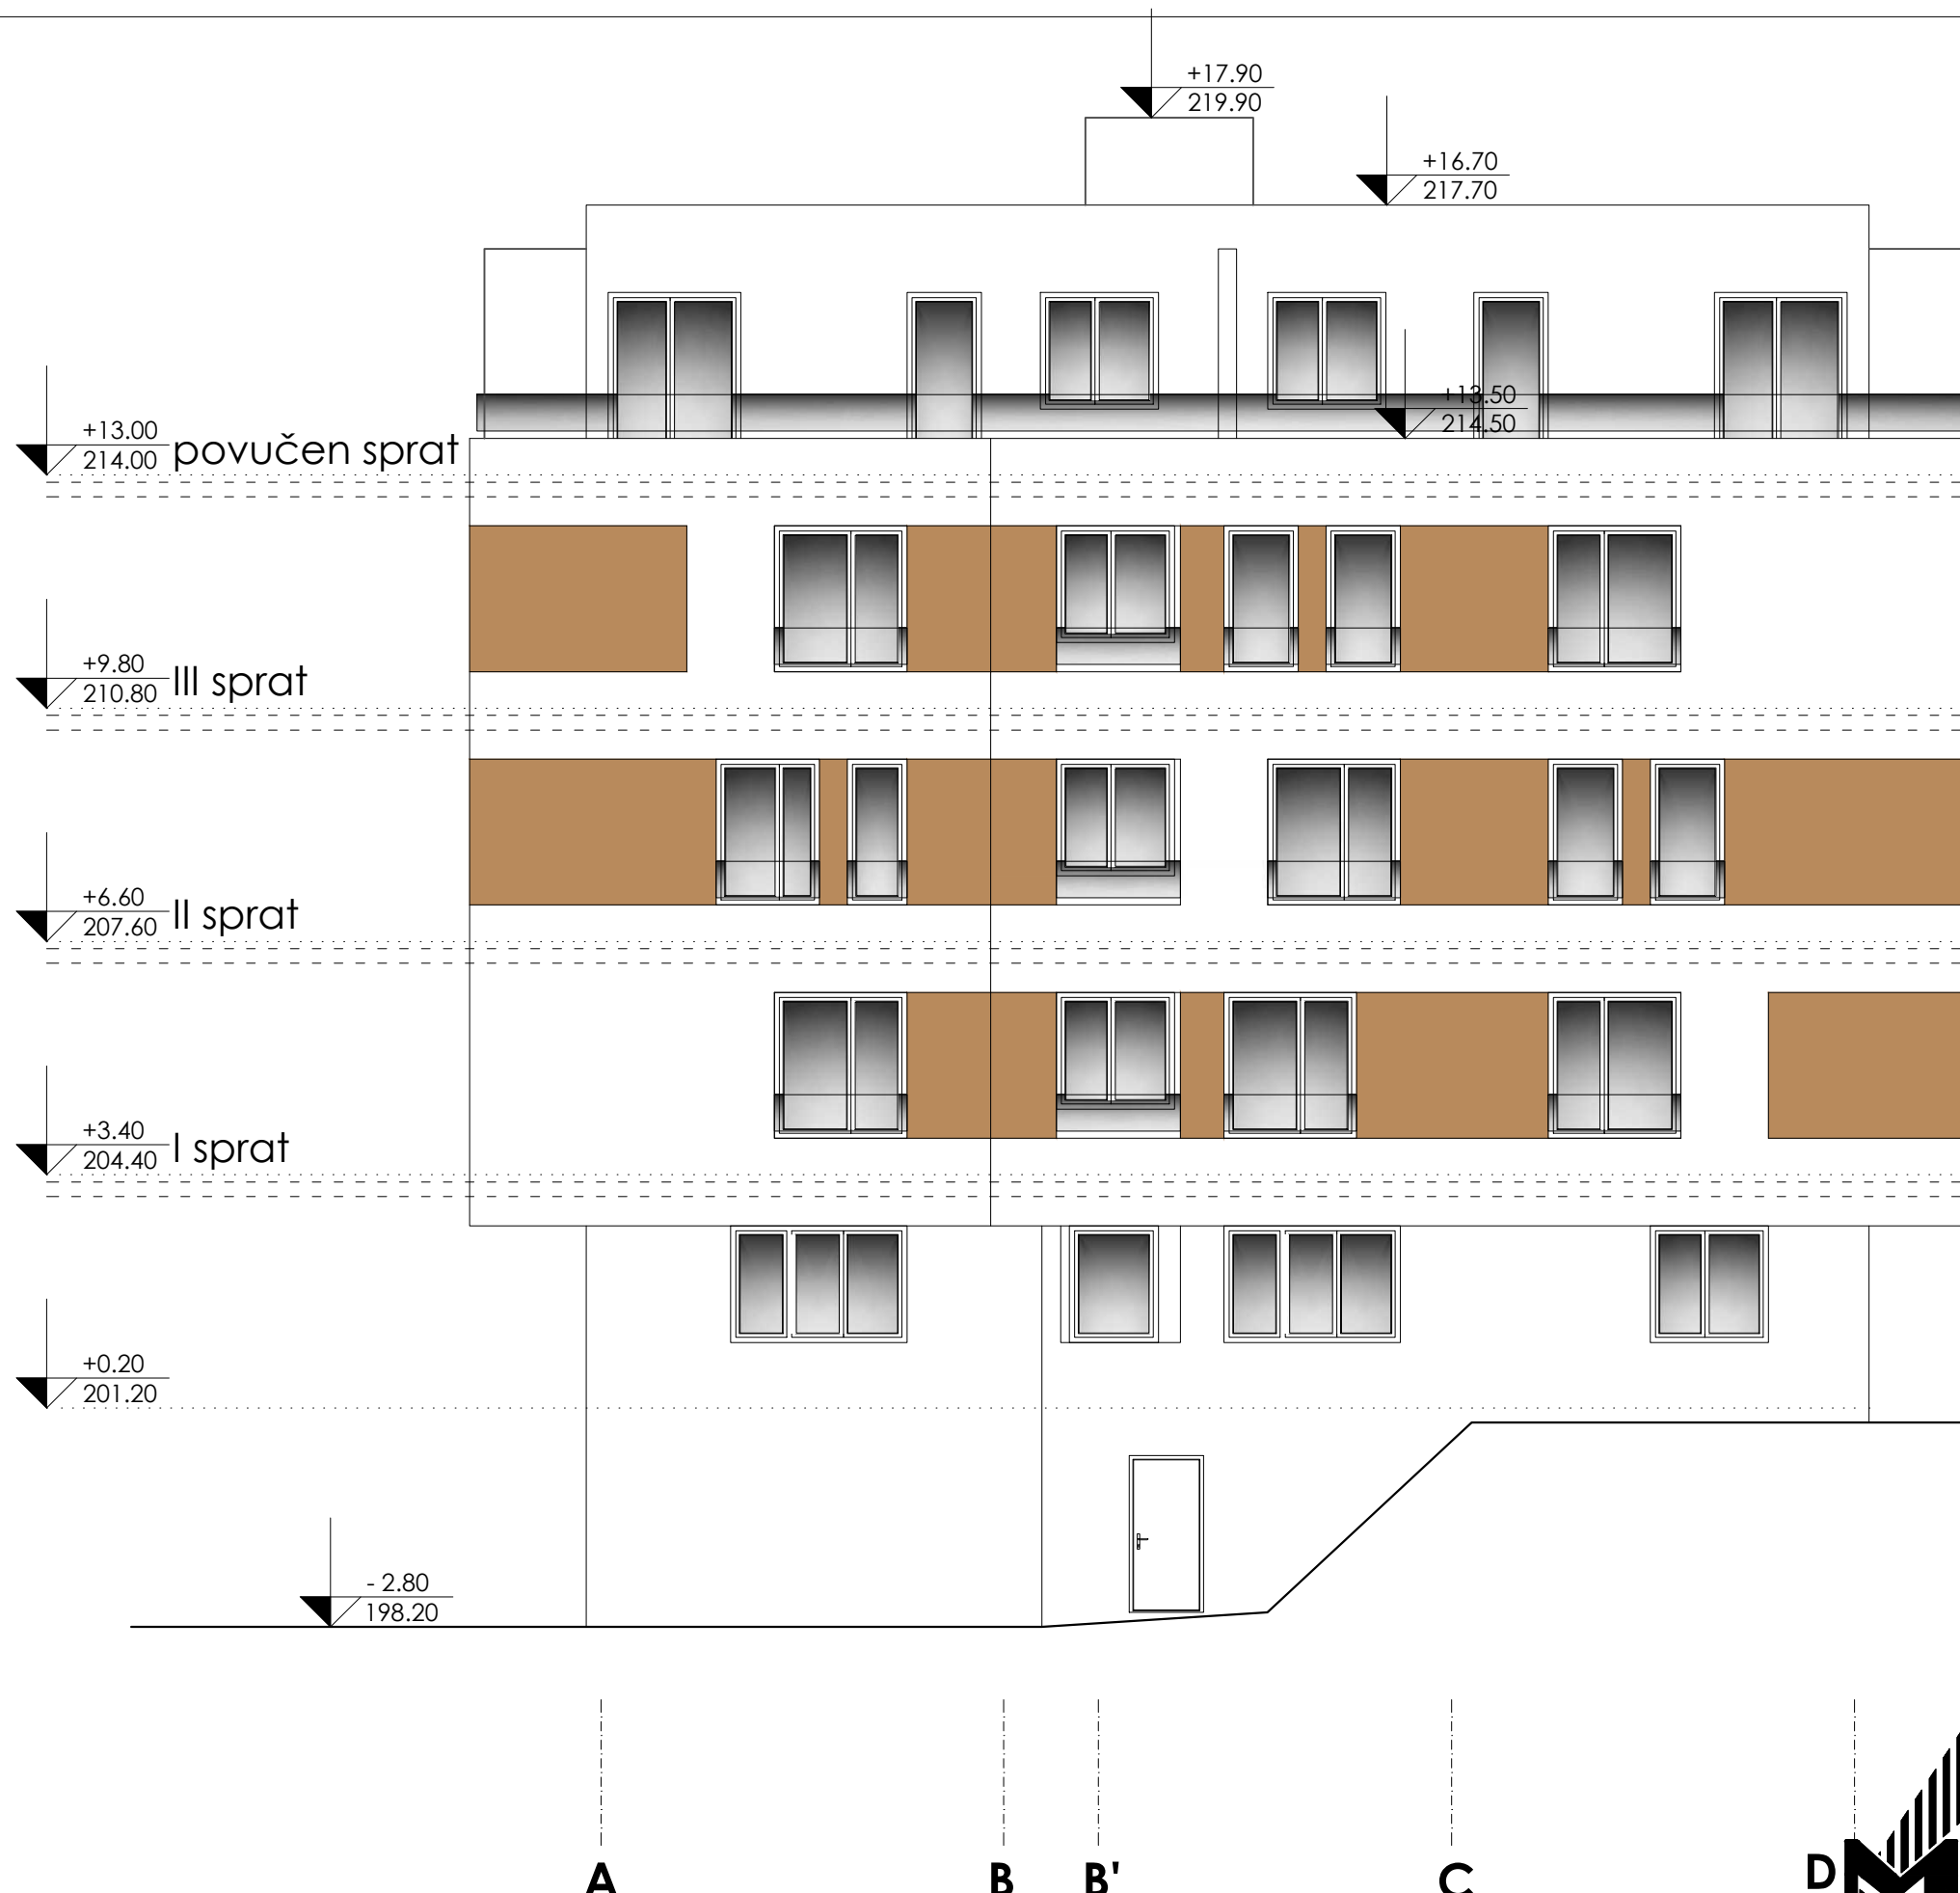 +17.90
219.90
+16.70
217.70
+13.50
214.50
+13.00
214.00 povučen sprat
+9.80
210.80 III sprat
+6.60
207.60 II sprat
+3.40
204.40 I sprat
+0.20
201.20
- 2.80
198.20
A B B' C D
M